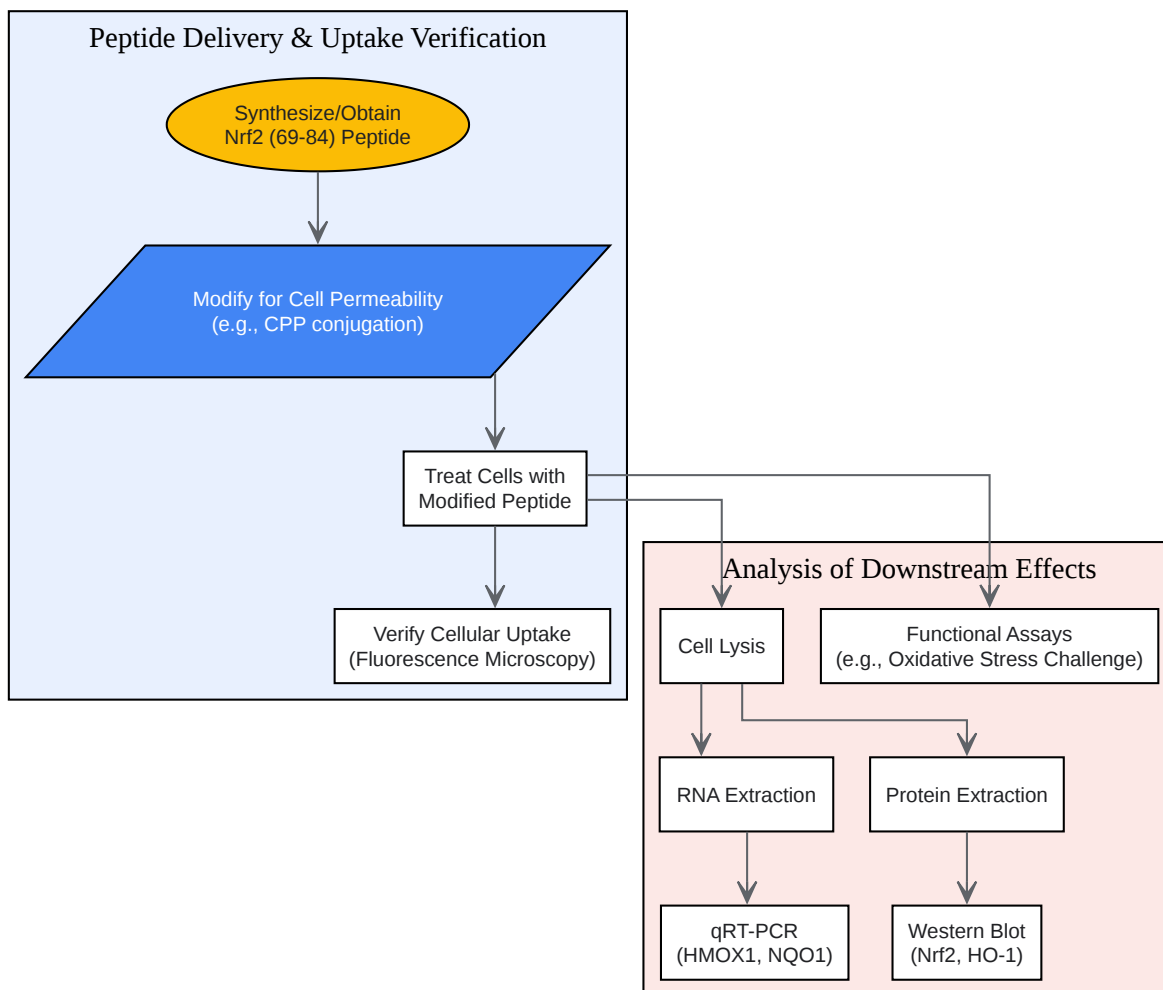 Peptide Delivery & Uptake Verification
Synthesize/Obtain
Nrf2 (69-84) Peptide
Modify for Cell Permeability
(e.g., CPP conjugation)
Treat Cells with
Modified Peptide
Verify Cellular Uptake
(Fluorescence Microscopy)
Analysis of Downstream Effects
Cell Lysis
Functional Assays
(e.g., Oxidative Stress Challenge)
RNA Extraction
Protein Extraction
qRT-PCR
(HMOX1, NQO1)
Western Blot
(Nrf2, HO-1)